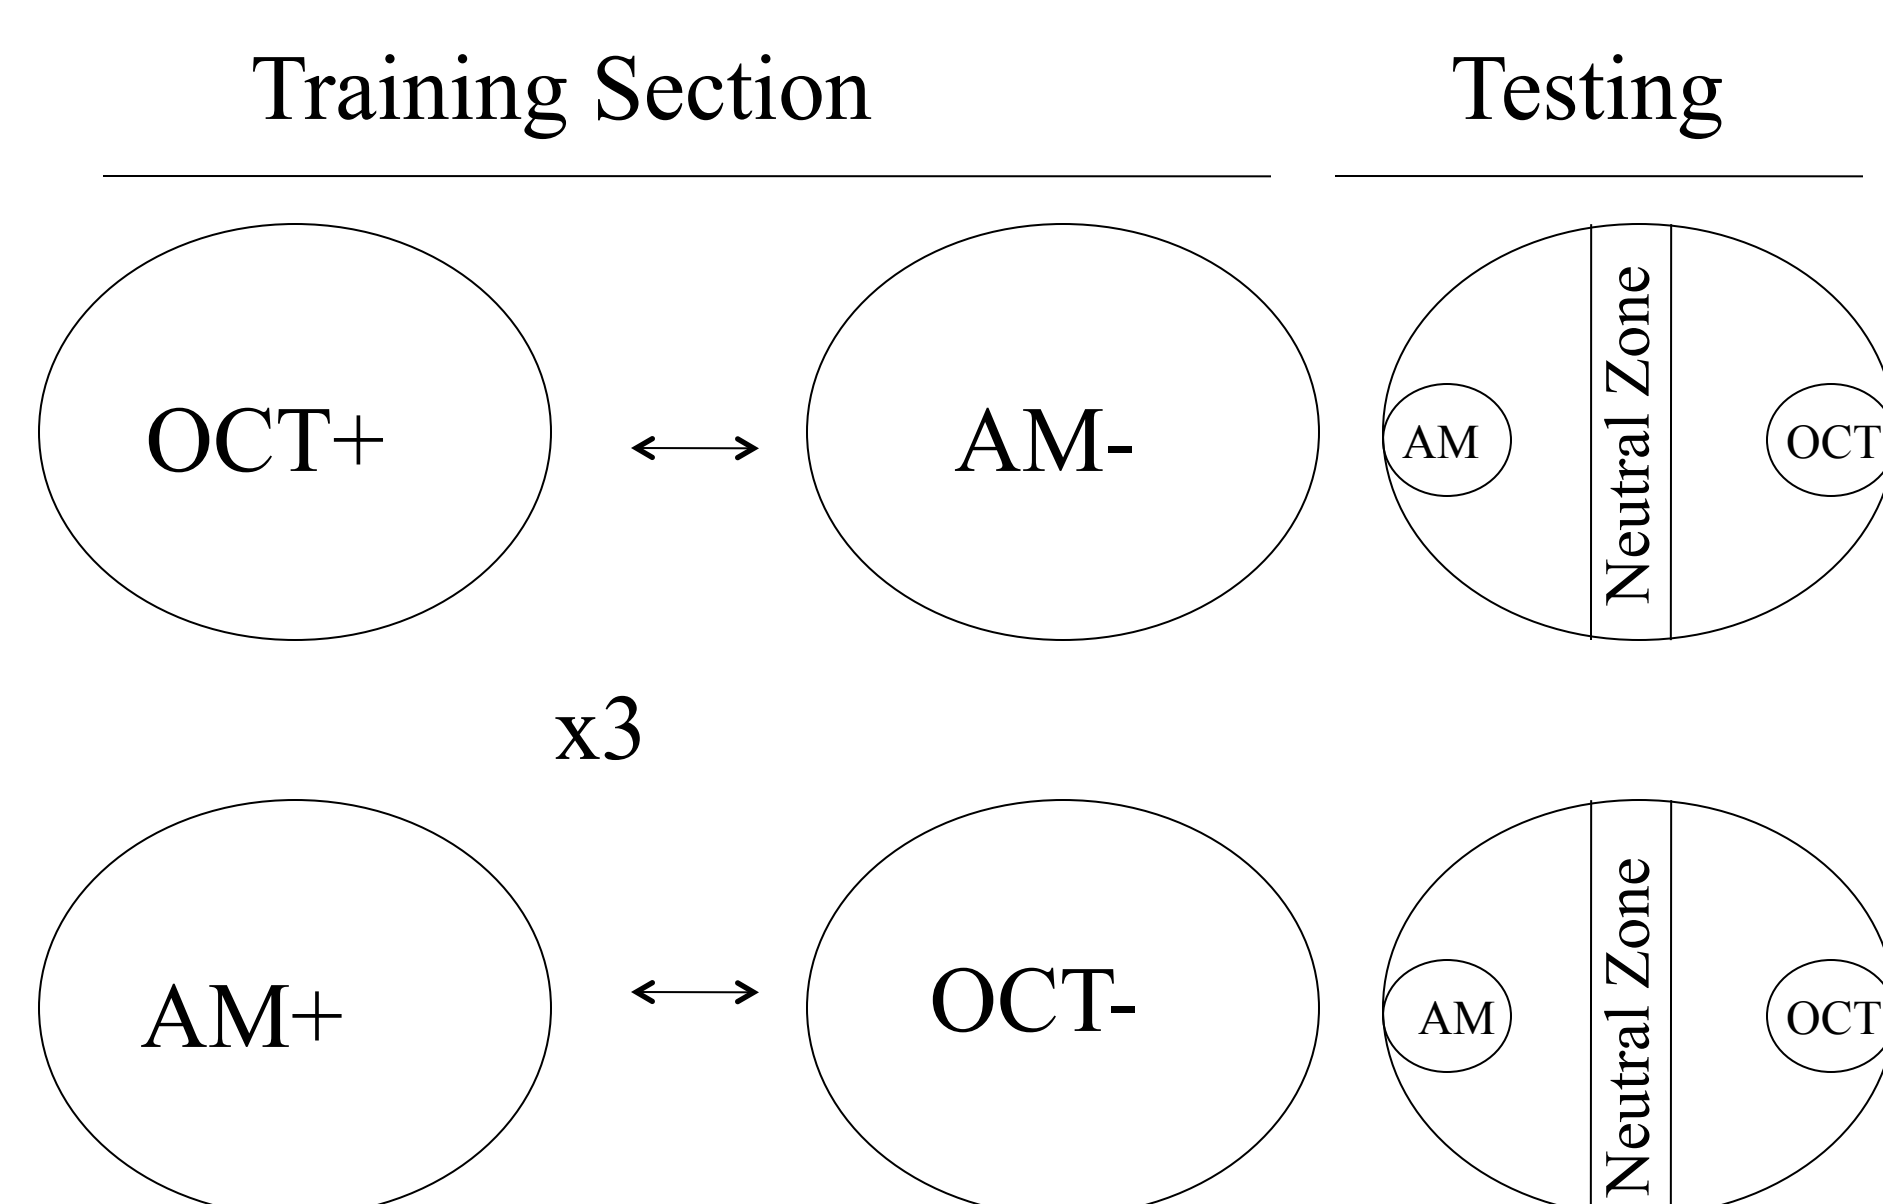 Training Section
Testing
OCT+
AM-
AM
Neutral Zone
OCT
x3
AM+
OCT-
AM
Neutral Zone
OCT